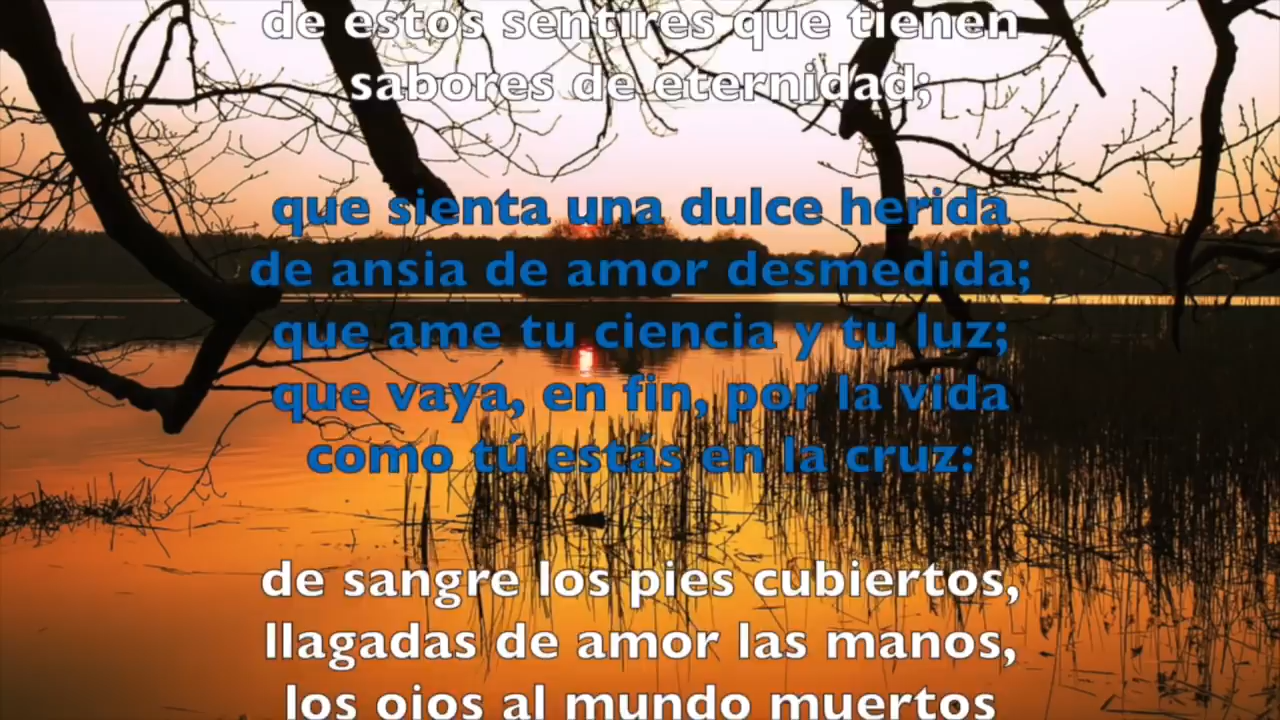 de estos sentires que tienen
sabores de eternidad;
que sienta una dulce herida
de ansia de amor desmedida;
que ame tu ciencia y tu luz;
que vaya, en fin, por la vida
como tú estás en la cruz:
de sangre los pies cubiertos,
llagadas de amor las manos,
los ojos al mundo muertos